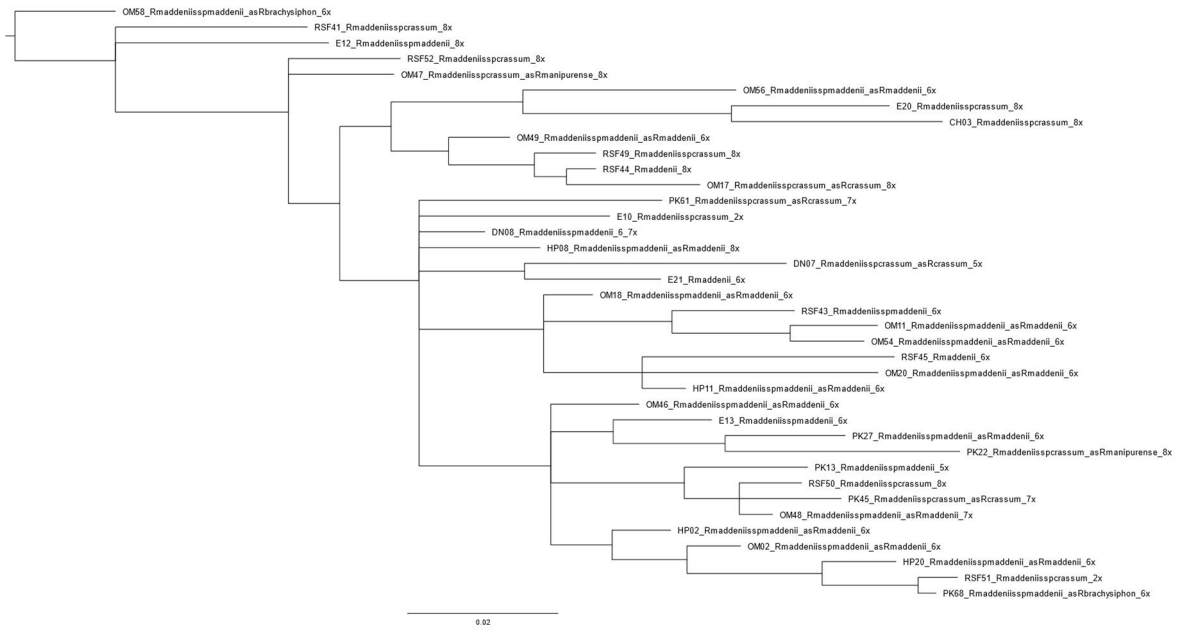 OM58_Rmaddeniisspmaddenii_asRbrachysiphon_6x
RSF41_Rmaddeniisspcrassum_8x
E12_Rmaddeniisspmaddenii_8x
RSF52_Rmaddeniisspcrassum_8x
OM47_Rmaddeniisspcrassum_asRmanipurense_8x
OM56_Rmaddeniisspmaddenii_asRmaddenii_6x
E20_Rmaddeniisspcrassum_8x
CH03_Rmaddeniisspcrassum_8x
OM49_Rmaddeniisspmaddenii_asRmaddenii_6x
RSF49_Rmaddeniisspcrassum_8x
RSF44_Rmaddenii_8x
OM17_Rmaddeniisspcrassum_asRcrassum_8x
PK61_Rmaddeniisspcrassum_asRcrassum_7x
E10_Rmaddeniisspcrassum_2x
DN08_Rmaddeniisspmaddenii_6_7x
HP08_Rmaddeniisspmaddenii_asRmaddenii_8x
DN07_Rmaddeniisspcrassum_asRcrassum_5x
E21_Rmaddenii_6x
OM18_Rmaddeniisspmaddenii_asRmaddenii_6x
RSF43_Rmaddeniisspmaddenii_6x
OM11_Rmaddeniisspmaddenii_asRmaddenii_6x
OM54_Rmaddeniisspmaddenii_asRmaddenii_6x
RSF45_Rmaddenii_6x
OM20_Rmaddeniisspmaddenii_asRmaddenii_6x
HP11_Rmaddeniisspmaddenii_asRmaddenii_6x
OM46_Rmaddeniisspmaddenii_asRmaddenii_6x
E13_Rmaddeniisspmaddenii_6x
PK27_Rmaddeniisspmaddenii_asRmaddenii_6x
PK22_Rmaddeniisspcrassum_asRmanipurense_8x
PK13_Rmaddeniisspmaddenii_5x
RSF50_Rmaddeniisspcrassum_8x
PK45_Rmaddeniisspcrassum_asRcrassum_7x
OM48_Rmaddeniisspmaddenii_asRmaddenii_7x
HP02_Rmaddeniisspmaddenii_asRmaddenii_6x
OM02_Rmaddeniisspmaddenii_asRmaddenii_6x
HP20_Rmaddeniisspmaddenii_asRmaddenii_6x
RSF51_Rmaddeniisspcrassum_2x
PK68_Rmaddeniisspmaddenii_asRbrachysiphon_6x
0.02